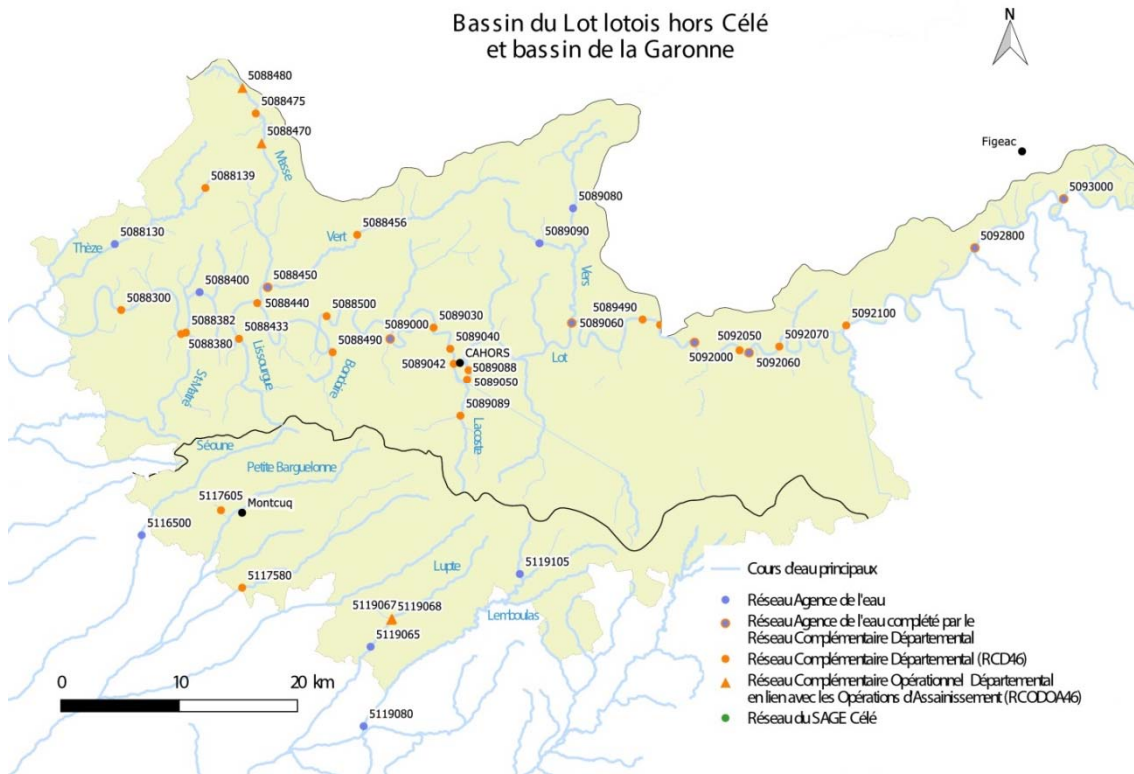 Bassin du Lot lotois hors Célé
et bassin de la Garonne
N
5088480
5088475
5088470
Masse
Figeac
5088139
5089080
5093000
5088456
5089090
5092800
5088130
Vert
Thèze
Vers
5088450
5088400
5088300
5088440
5088500
5089030
5089490
5092100
5088382
5088433
5089000
5089060
5092050
5092070
5088380
5088490
5089040
Lot
5092000
5092060
CAHORS
5089042
5089088
5089050
Lissourgue
Bondoire
St-Matré
5089089
Lacoste
Séoune
Petite Barguelonne
5117605
Montcuq
5116500
5119105
5117580
Lupte
Lemboulas
5119067
5119068
5119065
5119080
0 10 20 km
Cours d'eau principaux
Réseau Agence de l'eau
Réseau Agence de l'eau complété par le
Réseau Complémentaire Départemental
Réseau Complémentaire Départemental (RCD46)
Réseau Complémentaire Opérationnel Départemental
en lien avec les Opérations d'Assainissement (RCODOA46)
Réseau du SAGE Célé